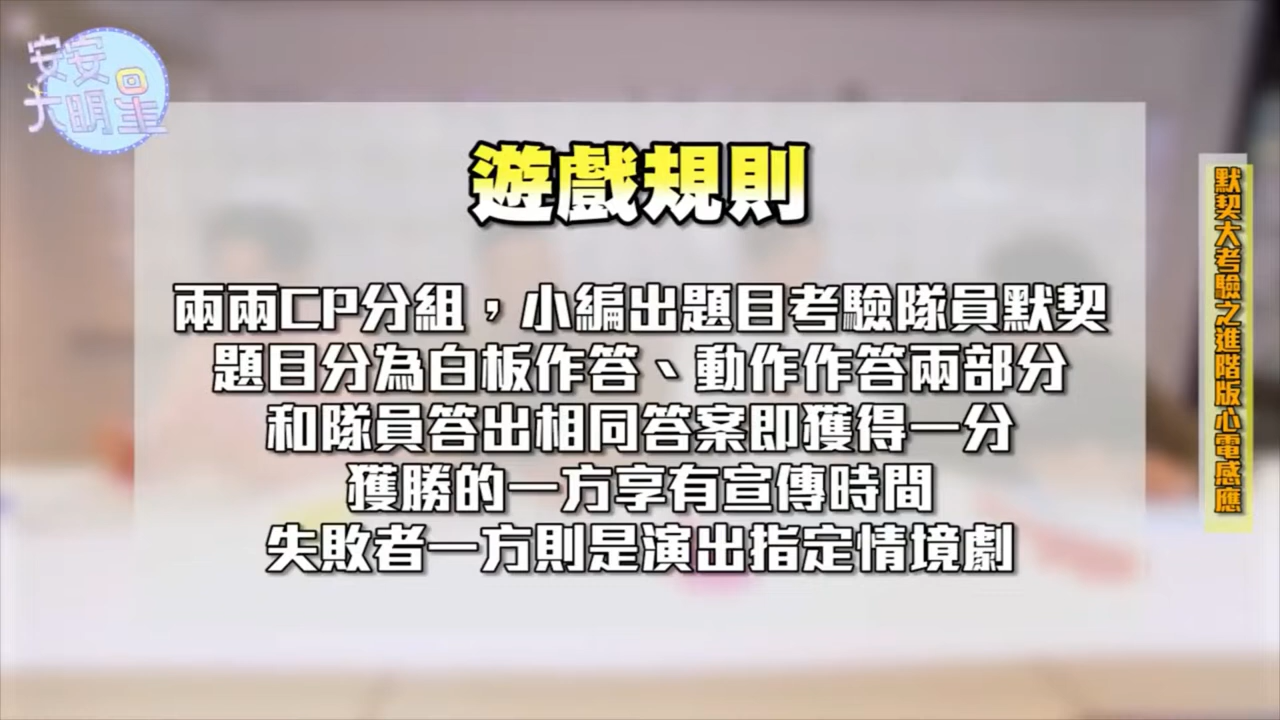 安安
大明星
遊戲規則
兩兩CP分組，小編出題目考驗隊員默契
題目分為白板作答、動作作答兩部分
和隊員答出相同答案即獲得一分
獲勝的一方享有宣傳時間
失敗者一方則是演出指定情境劇
默契大考驗之進階版心電感應